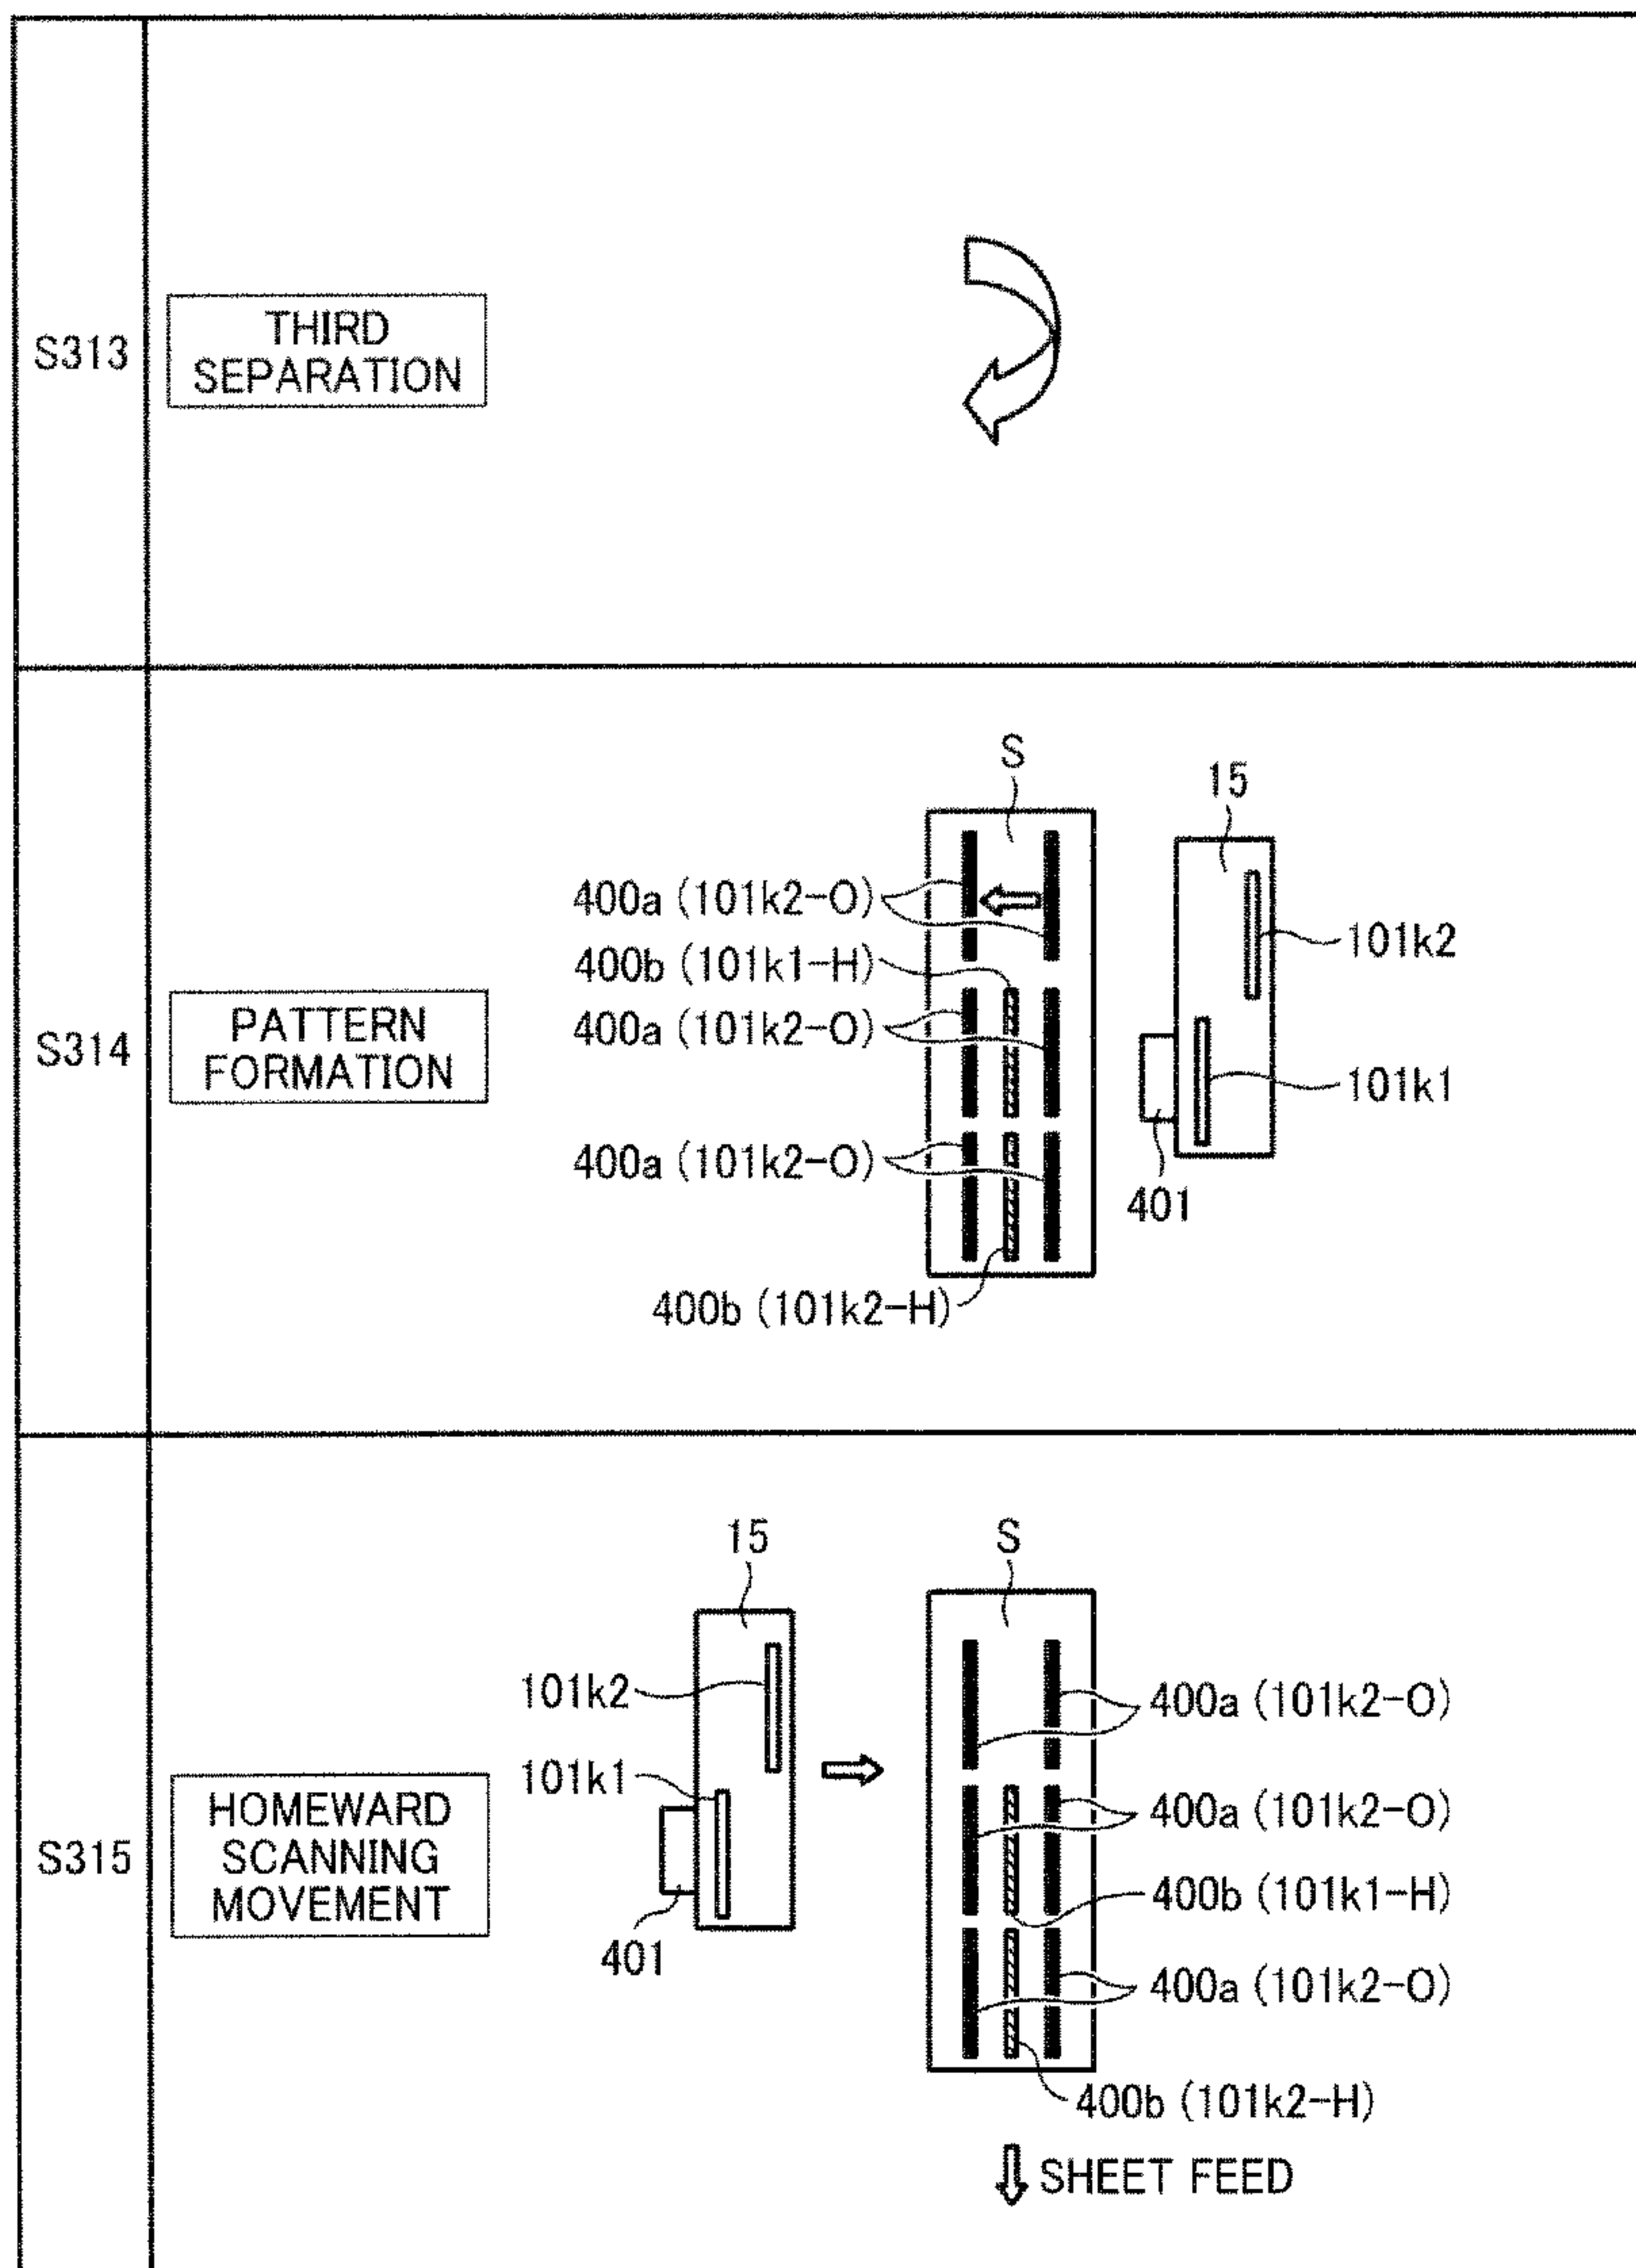 S313
THIRD
SEPARATION
S314
PATTERN
FORMATION
S
15
400a (101k2-O)
101k2
400b (101k1-H)
400a (101k2-O)
101k1
400a (101k2-O)
401
400b (101k2-H)
S315
HOMEWARD
SCANNING
MOVEMENT
15
S
101k2
400a (101k2-O)
101k1
400a (101k2-O)
400b (101k1-H)
401
400a (101k2-O)
400b (101k2-H)
SHEET FEED